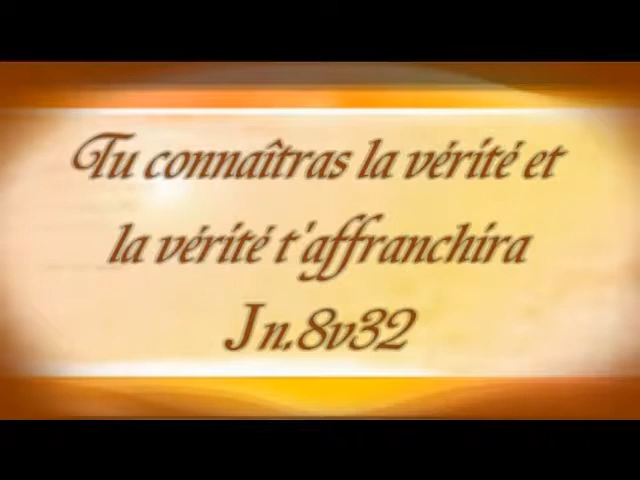 Tu connaîtras la vérité et
la vérité t'affranchira
Jn.8v32